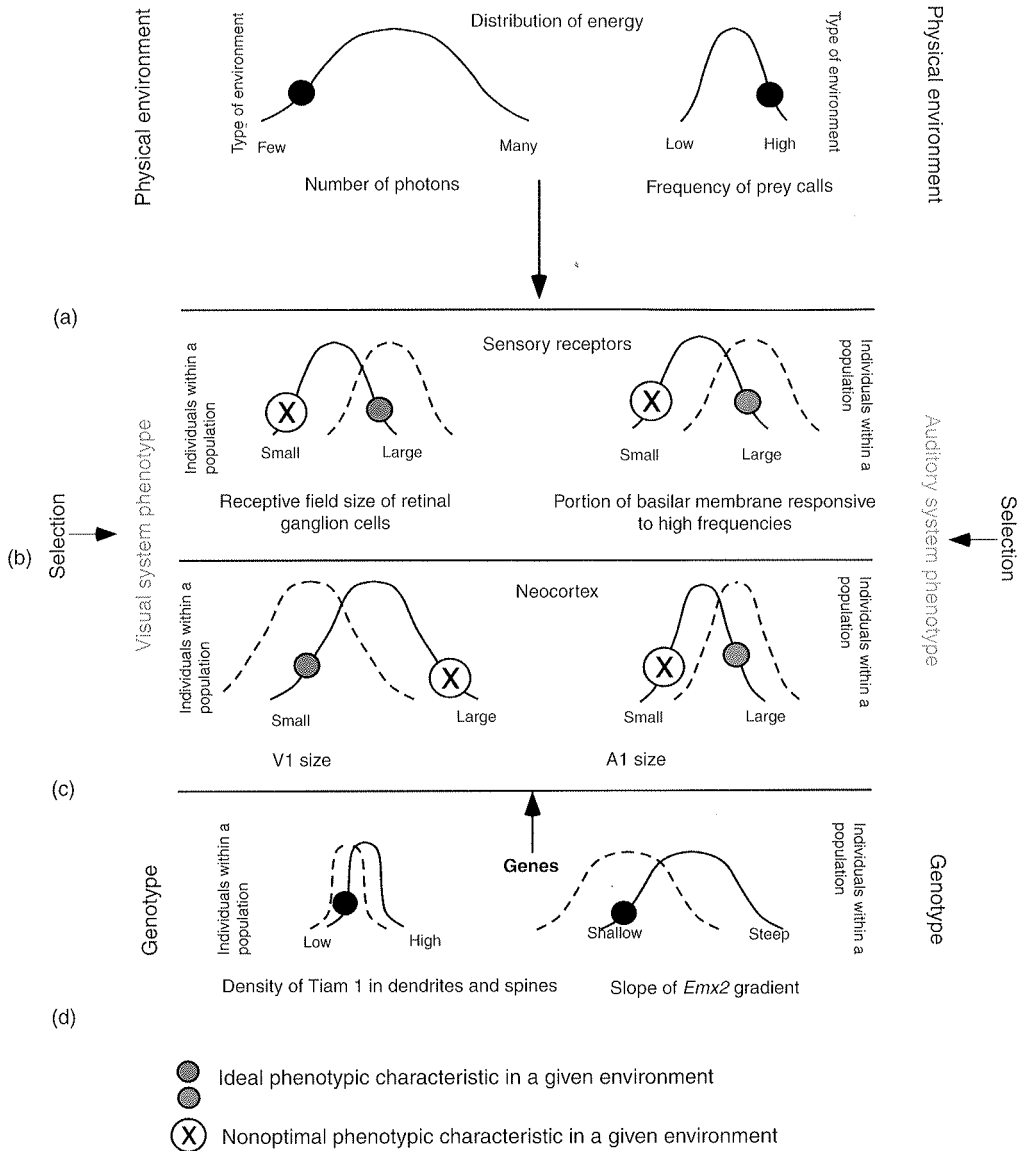 Distribution of energy
Physical environment
Type of environment
Few
Many
Number of photons
Low
High
Frequency of prey calls
Type of environment
Physical environment
(a)
Sensory receptors
Individuals within a
population
Small
Large
Receptive field size of retinal
ganglion cells
Small
Large
Portion of basilar membrane responsive
to high frequencies
Individuals within a
population
Selection
Visual system phenotype
Auditory system phenotype
Selection
(b)
Neocortex
Individuals within a
population
Small
Large
V1 size
Small
Large
A1 size
Individuals within a
population
(c)
Genes
Genotype
Individuals within a
population
Low
High
Density of Tiam 1 in dendrites and spines
Shallow
Steep
Slope of Emx2 gradient
Individuals within a
population
Genotype
(d)
Ideal phenotypic characteristic in a given environment
X Nonoptimal phenotypic characteristic in a given environment
X
X
X
X